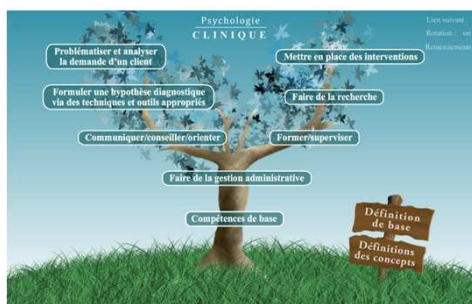 Psychologie
CLINIQUE
Lien suivant
Rotation : on
Remerciements
Problématiser et analyser
la demande d'un client
Mettre en place des interventions
Formuler une hypothèse diagnostique
via des techniques et outils appropriés
Faire de la recherche
Communiquer/conseiller/orienter
Former/superviser
Faire de la gestion administrative
Compétences de base
Définition
de base
Définitions
des concepts